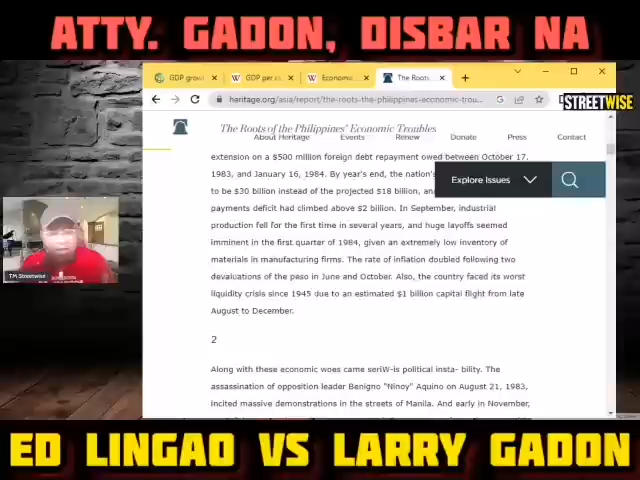 ATTY. GADON, DISBAR NA
GDP growt
GDP per ca
Economic
The Roots
heritage.org/asia/report/the-roots-the-philippines-economic-trou...
STREETWISE
The Roots of the Philippines' Economic Troubles
About Heritage Events Renew Donate Press Contact
extension on a $500 million foreign debt repayment owed between October 17,
1983, and January 16, 1984. By year's end, the nation's
Explore Issues
to be $30 billion instead of the projected $18 billion, an
payments deficit had climbed above $2 billion. In September, industrial
production fell for the first time in several years, and huge layoffs seemed
imminent in the first quarter of 1984, given an extremely low inventory of
materials in manufacturing firms. The rate of inflation doubled following two
devaluations of the peso in June and October. Also, the country faced its worst
liquidity crisis since 1945 due to an estimated $1 billion capital flight from late
August to December.
TM Streetwise
2
Along with these economic woes came seriW-is political insta- bility. The
assassination of opposition leader Benigno "Ninoy" Aquino on August 21, 1983,
incited massive demonstrations in the streets of Manila. And early in November,
ED LINGAO VS LARRY GADON